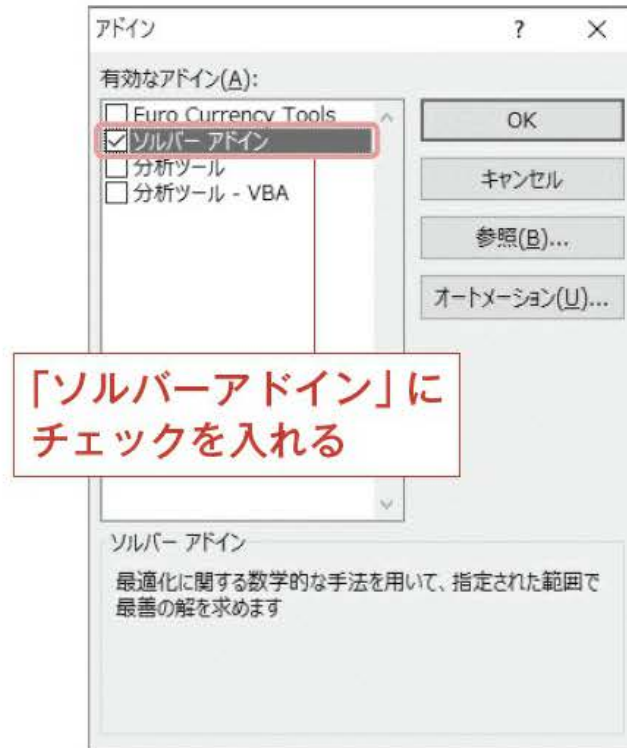 アドイン
? ×
有効なアドイン(A):
Euro Currency Tools
ソルバー アドイン
分析ツール
分析ツール - VBA
OK
キャンセル
参照(B)...
オートメーション(U)...
「ソルバーアドイン」に
チェックを入れる
ソルバー アドイン
最適化に関する数学的な手法を用いて、指定された範囲で
最善の解を求めます